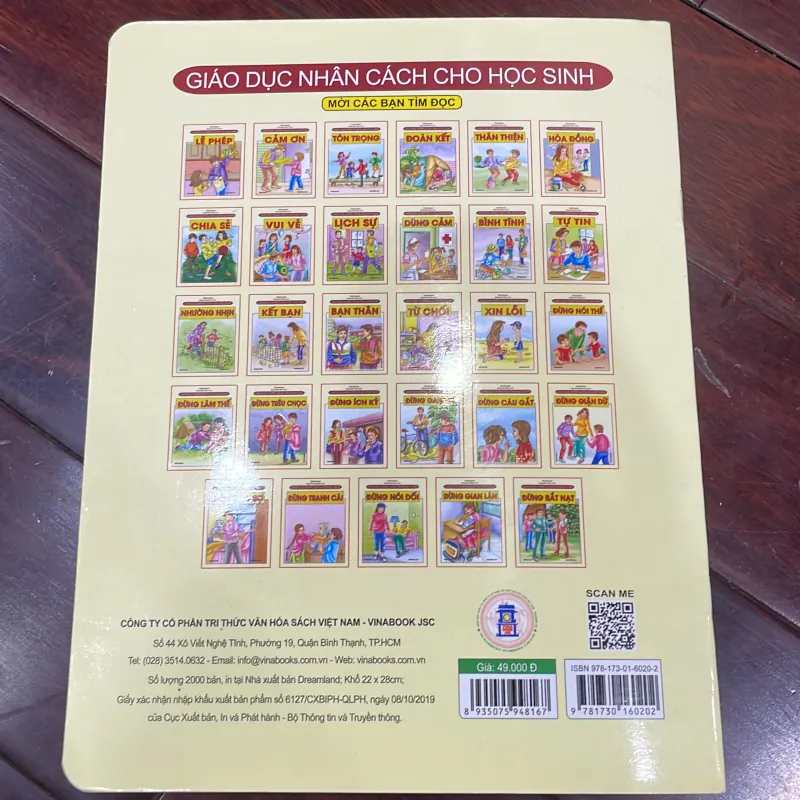 GIÁO DỤC NHÂN CÁCH CHO HỌC SINH
MỜI CÁC BẠN TÌM ĐỌC
LỄ PHÉP
CẢM ƠN
TÔN TRỌNG
ĐOÀN KẾT
THÂN THIỆN
HÒA ĐỒNG
CHIA SẺ
VUI VẺ
LỊCH SỰ
DŨNG CẢM
BÌNH TĨNH
TỰ TIN
NHƯỜNG NHỊN
KẾT BẠN
BẠN THÂN
TỪ CHỐI
XIN LỖI
ĐỪNG NÓI THẾ
ĐỪNG LÀM THẾ
ĐỪNG TRÊU CHỌC
ĐỪNG ÍCH KỶ
ĐỪNG
ĐỪNG CÁU GẮT
ĐỪNG GIẬN DỮ
ĐỪNG TRANH CÃI
ĐỪNG NÓI DỐI
ĐỪNG GIAN LẬN
ĐỪNG BẮT NẠT
CÔNG TY CỔ PHẦN TRI THỨC VĂN HÓA SÁCH VIỆT NAM - VINABOOK JSC
Số 44 Xô Viết Nghệ Tĩnh, Phường 19, Quận Bình Thạnh, TP.HCM
Tel: (028) 3514.0632 - Email: info@vinabooks.com.vn - Web: vinabooks.com.vn
Số lượng 2000 bản, in tại Nhà xuất bản Dreamland; Khổ 22 x 28cm;
Giấy xác nhận nhập khẩu xuất bản phẩm số 6127/CXBIPH-QLPH, ngày 08/10/2019
của Cục Xuất bản, In và Phát hành - Bộ Thông tin và Truyền thông.
SCAN ME
Giá: 49.000 Đ
8 935075 948167
ISBN 978-173-01-6020-2
9 781730 160202